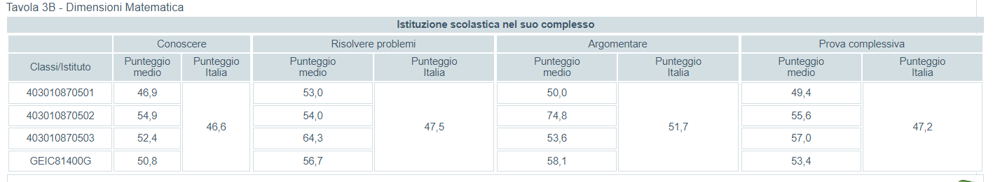 Tavola 3B - Dimensioni Matematica
Istituzione scolastica nel suo complesso
Conoscere Risolvere problemi Argomentare Prova complessiva
Classi/Istituto Punteggio medio Punteggio Italia Punteggio medio Punteggio Italia Punteggio medio Punteggio Italia Punteggio medio Punteggio Italia
403010870501 46,9 53,0 50,0 49,4
403010870502 54,9 54,0 74,8 55,6
46,6 47,5 51,7 47,2
403010870503 52,4 64,3 53,6 57,0
GEIC81400G 50,8 56,7 58,1 53,4